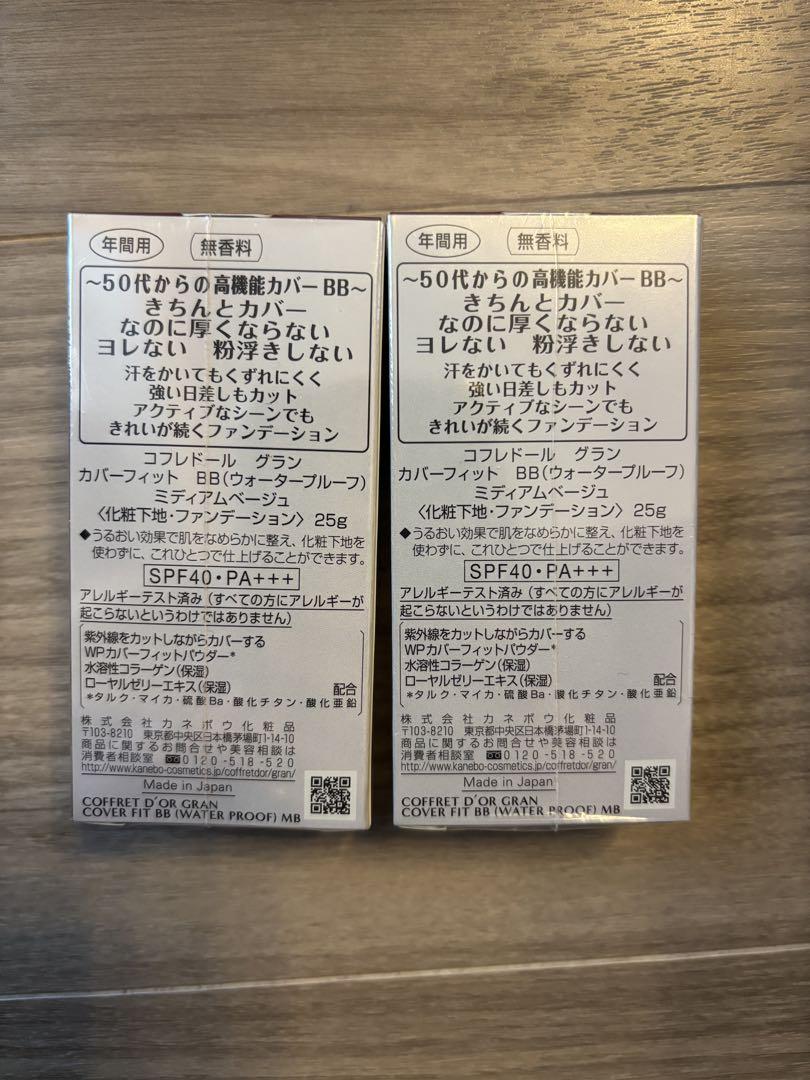 年間用 無香料
～50代からの高機能カバーBB～
きちんとカバー
なのに厚くならない
ヨレない 粉浮きしない
汗をかいてもくずれにくく
強い日差しもカット
アクティブなシーンでも
きれいが続くファンデーション
コフレドール グラン
カバーフィット BB(ウォータープルーフ)
ミディアムベージュ
〈化粧下地・ファンデーション〉 25g
◆うるおい効果で肌をなめらかに整え、化粧下地を
使わずに、これひとつで仕上げることができます。
SPF40・PA+++
アレルギーテスト済み(すべての方にアレルギーが
起こらないというわけではありません)
紫外線をカットしながらカバーする
WPカバーフィットパウダー*
水溶性コラーゲン(保湿)
ローヤルゼリーエキス(保湿) 配合
*タルク・マイカ・硫酸Ba・酸化チタン・酸化亜鉛
株式会社カネボウ化粧品
〒103-8210 東京都中央区日本橋茅場町1-14-10
商品に関するお問合せや美容相談は
消費者相談室 0120-518-520
http://www.kanebo-cosmetics.jp/coffretdor/gran/
Made in Japan
COFFRET D'OR GRAN
COVER FIT BB (WATER PROOF) MB
年間用 無香料
～50代からの高機能カバーBB～
きちんとカバー
なのに厚くならない
ヨレない 粉浮きしない
汗をかいてもくずれにくく
強い日差しもカット
アクティブなシーンでも
きれいが続くファンデーション
コフレドール グラン
カバーフィット BB(ウォータープルーフ)
ミディアムベージュ
〈化粧下地・ファンデーション〉 25g
◆うるおい効果で肌をなめらかに整え、化粧下地を
使わずに、これひとつで仕上げることができます。
SPF40・PA+++
アレルギーテスト済み(すべての方にアレルギーが
起こらないというわけではありません)
紫外線をカットしながらカバーする
WPカバーフィットパウダー*
水溶性コラーゲン(保湿)
ローヤルゼリーエキス(保湿) 配合
*タルク・マイカ・硫酸Ba・酸化チタン・酸化亜鉛
株式会社カネボウ化粧品
〒103-8210 東京都中央区日本橋茅場町1-14-10
商品に関するお問合せや美容相談は
消費者相談室 0120-518-520
http://www.kanebo-cosmetics.jp/coffretdor/gran/
Made in Japan
COFFRET D'OR GRAN
COVER FIT BB (WATER PROOF) MB